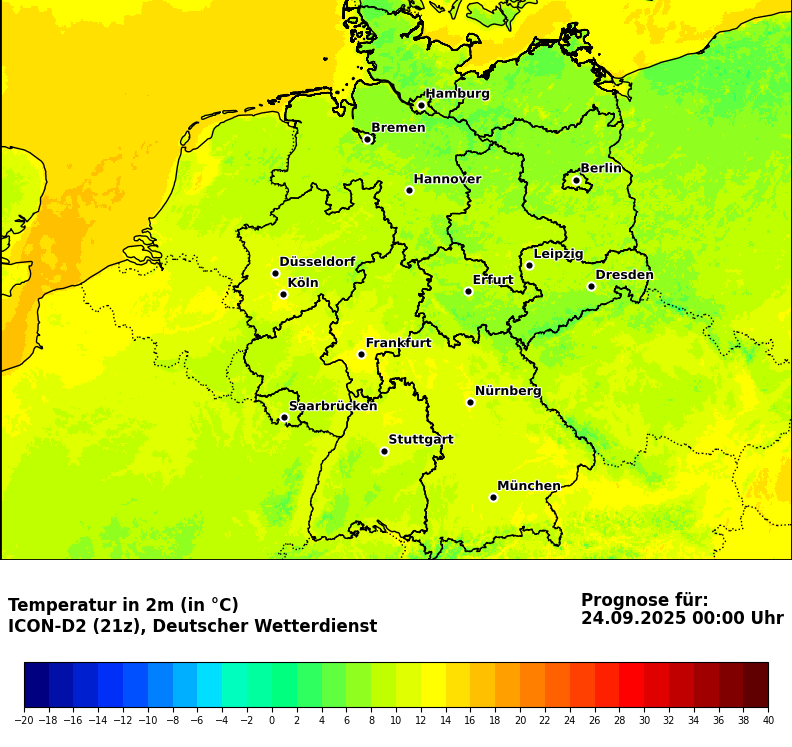 Hamburg
Bremen
Berlin
Hannover
Leipzig
Düsseldorf
Dresden
Köln
Erfurt
Frankfurt
Nürnberg
Saarbrücken
Stuttgart
München
Temperatur in 2m (in °C)
ICON-D2 (21z), Deutscher Wetterdienst
Prognose für:
24.09.2025 00:00 Uhr
−20 −18 −16 −14 −12 −10 −8 −6 −4 −2 0 2 4 6 8 10 12 14 16 18 20 22 24 26 28 30 32 34 36 38 40